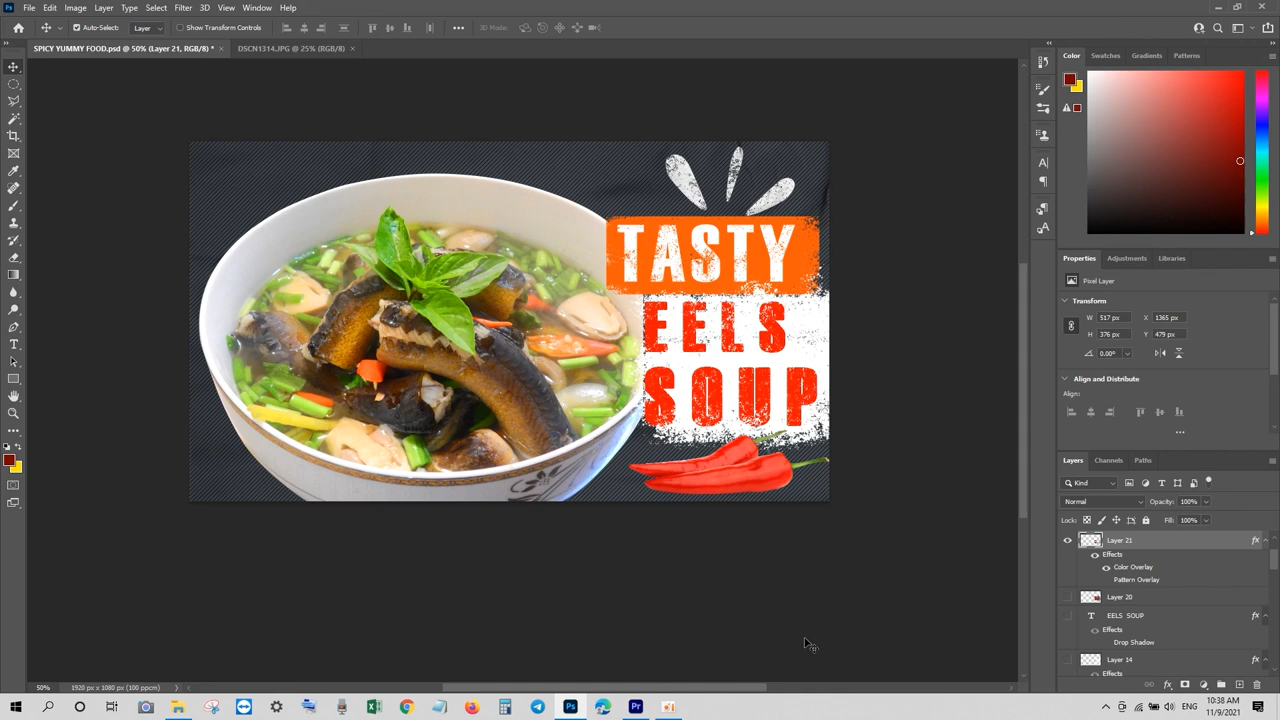 File Edit Image Layer Type Select Filter 3D View Window Help
Auto-Select: Layer Show Transform Controls 3D Mode:
SPICY YUMMY FOOD.psd @ 50% (Layer 21, RGB/8) * DSCN1314.JPG @ 25% (RGB/8)
Color Swatches Gradients Patterns
TASTY
EELS
SOUP
Properties Adjustments Libraries
Pixel Layer
Transform
W 517 px X 1365 px
H 376 px Y 479 px
0.00°
Align and Distribute
Align:
Layers Channels Paths
Kind
Normal Opacity: 100%
Lock: Fill: 100%
Layer 21 fx
Effects
Color Overlay
Pattern Overlay
Layer 20
T EELS SOUP fx
Effects
Drop Shadow
Layer 14 fx
Effects
50% 1920 px x 1080 px (100 ppcm)
10:38 AM
11/9/2021